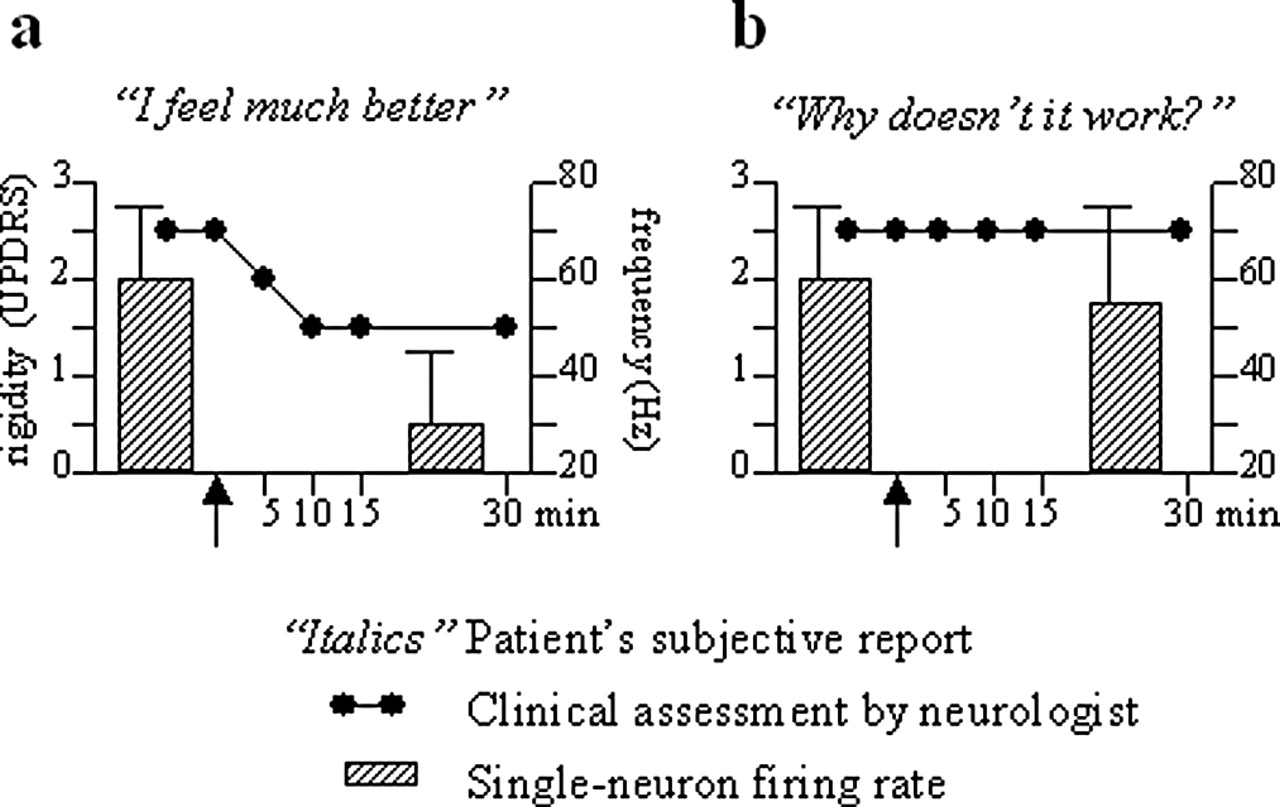 a
b
“I feel much better”
“Why doesn’t it work?”
rigidity (UPDRS)
3
2
1
0
80
60
40
20
frequency (Hz)
5 10 15 30 min
3
2
1
0
80
60
40
20
5 10 15 30 min
“Italics” Patient’s subjective report
Clinical assessment by neurologist
Single-neuron firing rate